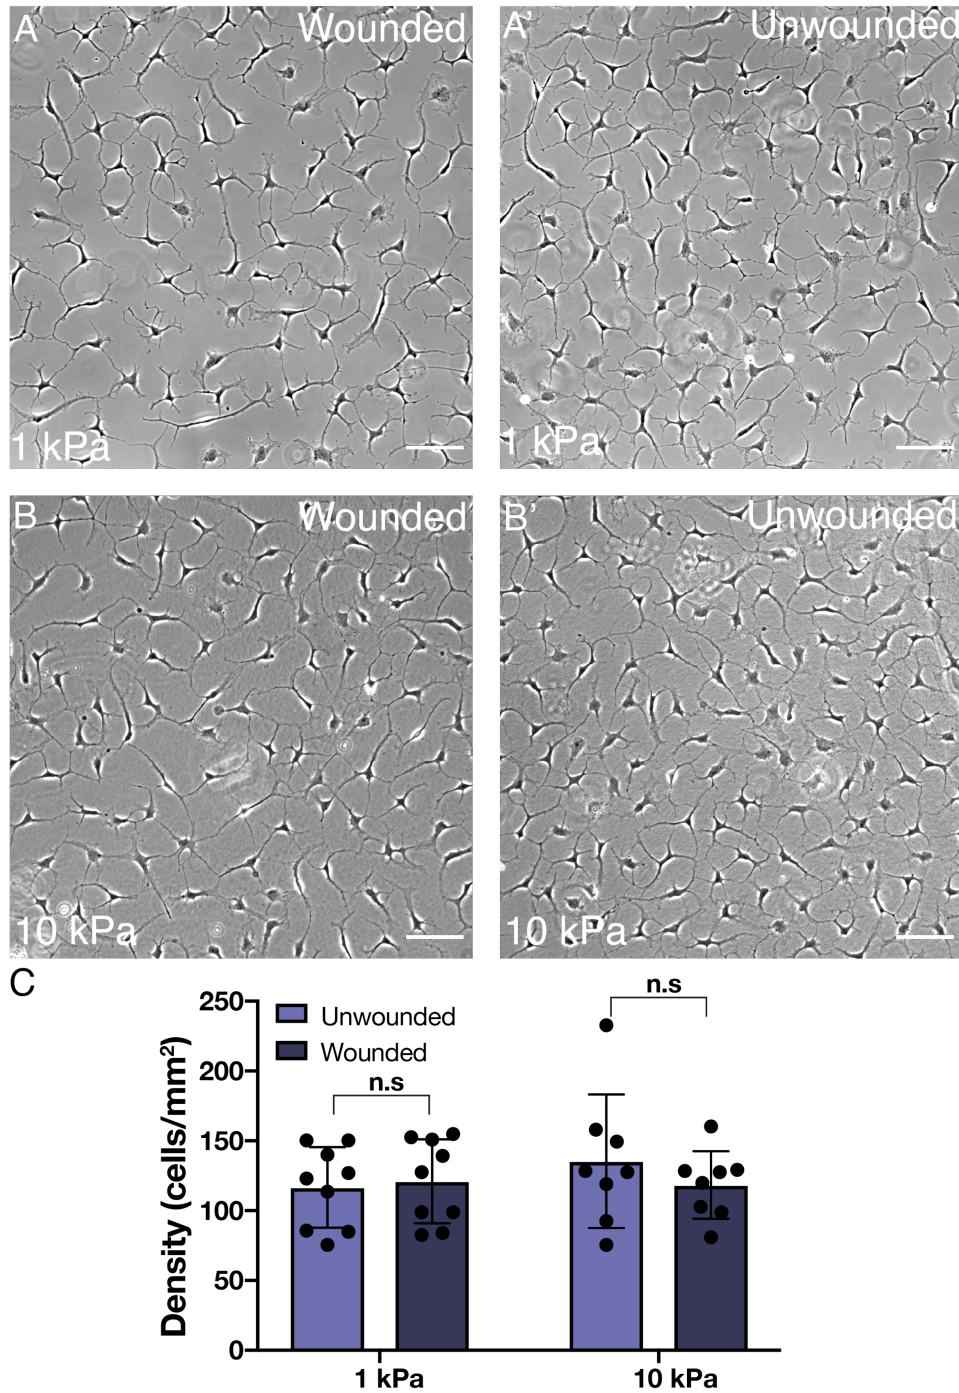 A Wounded
1 kPa
A' Unwounded
1 kPa
B Wounded
10 kPa
B' Unwounded
10 kPa
C
Density (cells/mm²)
250
200
150
100
50
0
Unwounded
Wounded
n.s
n.s
1 kPa
10 kPa